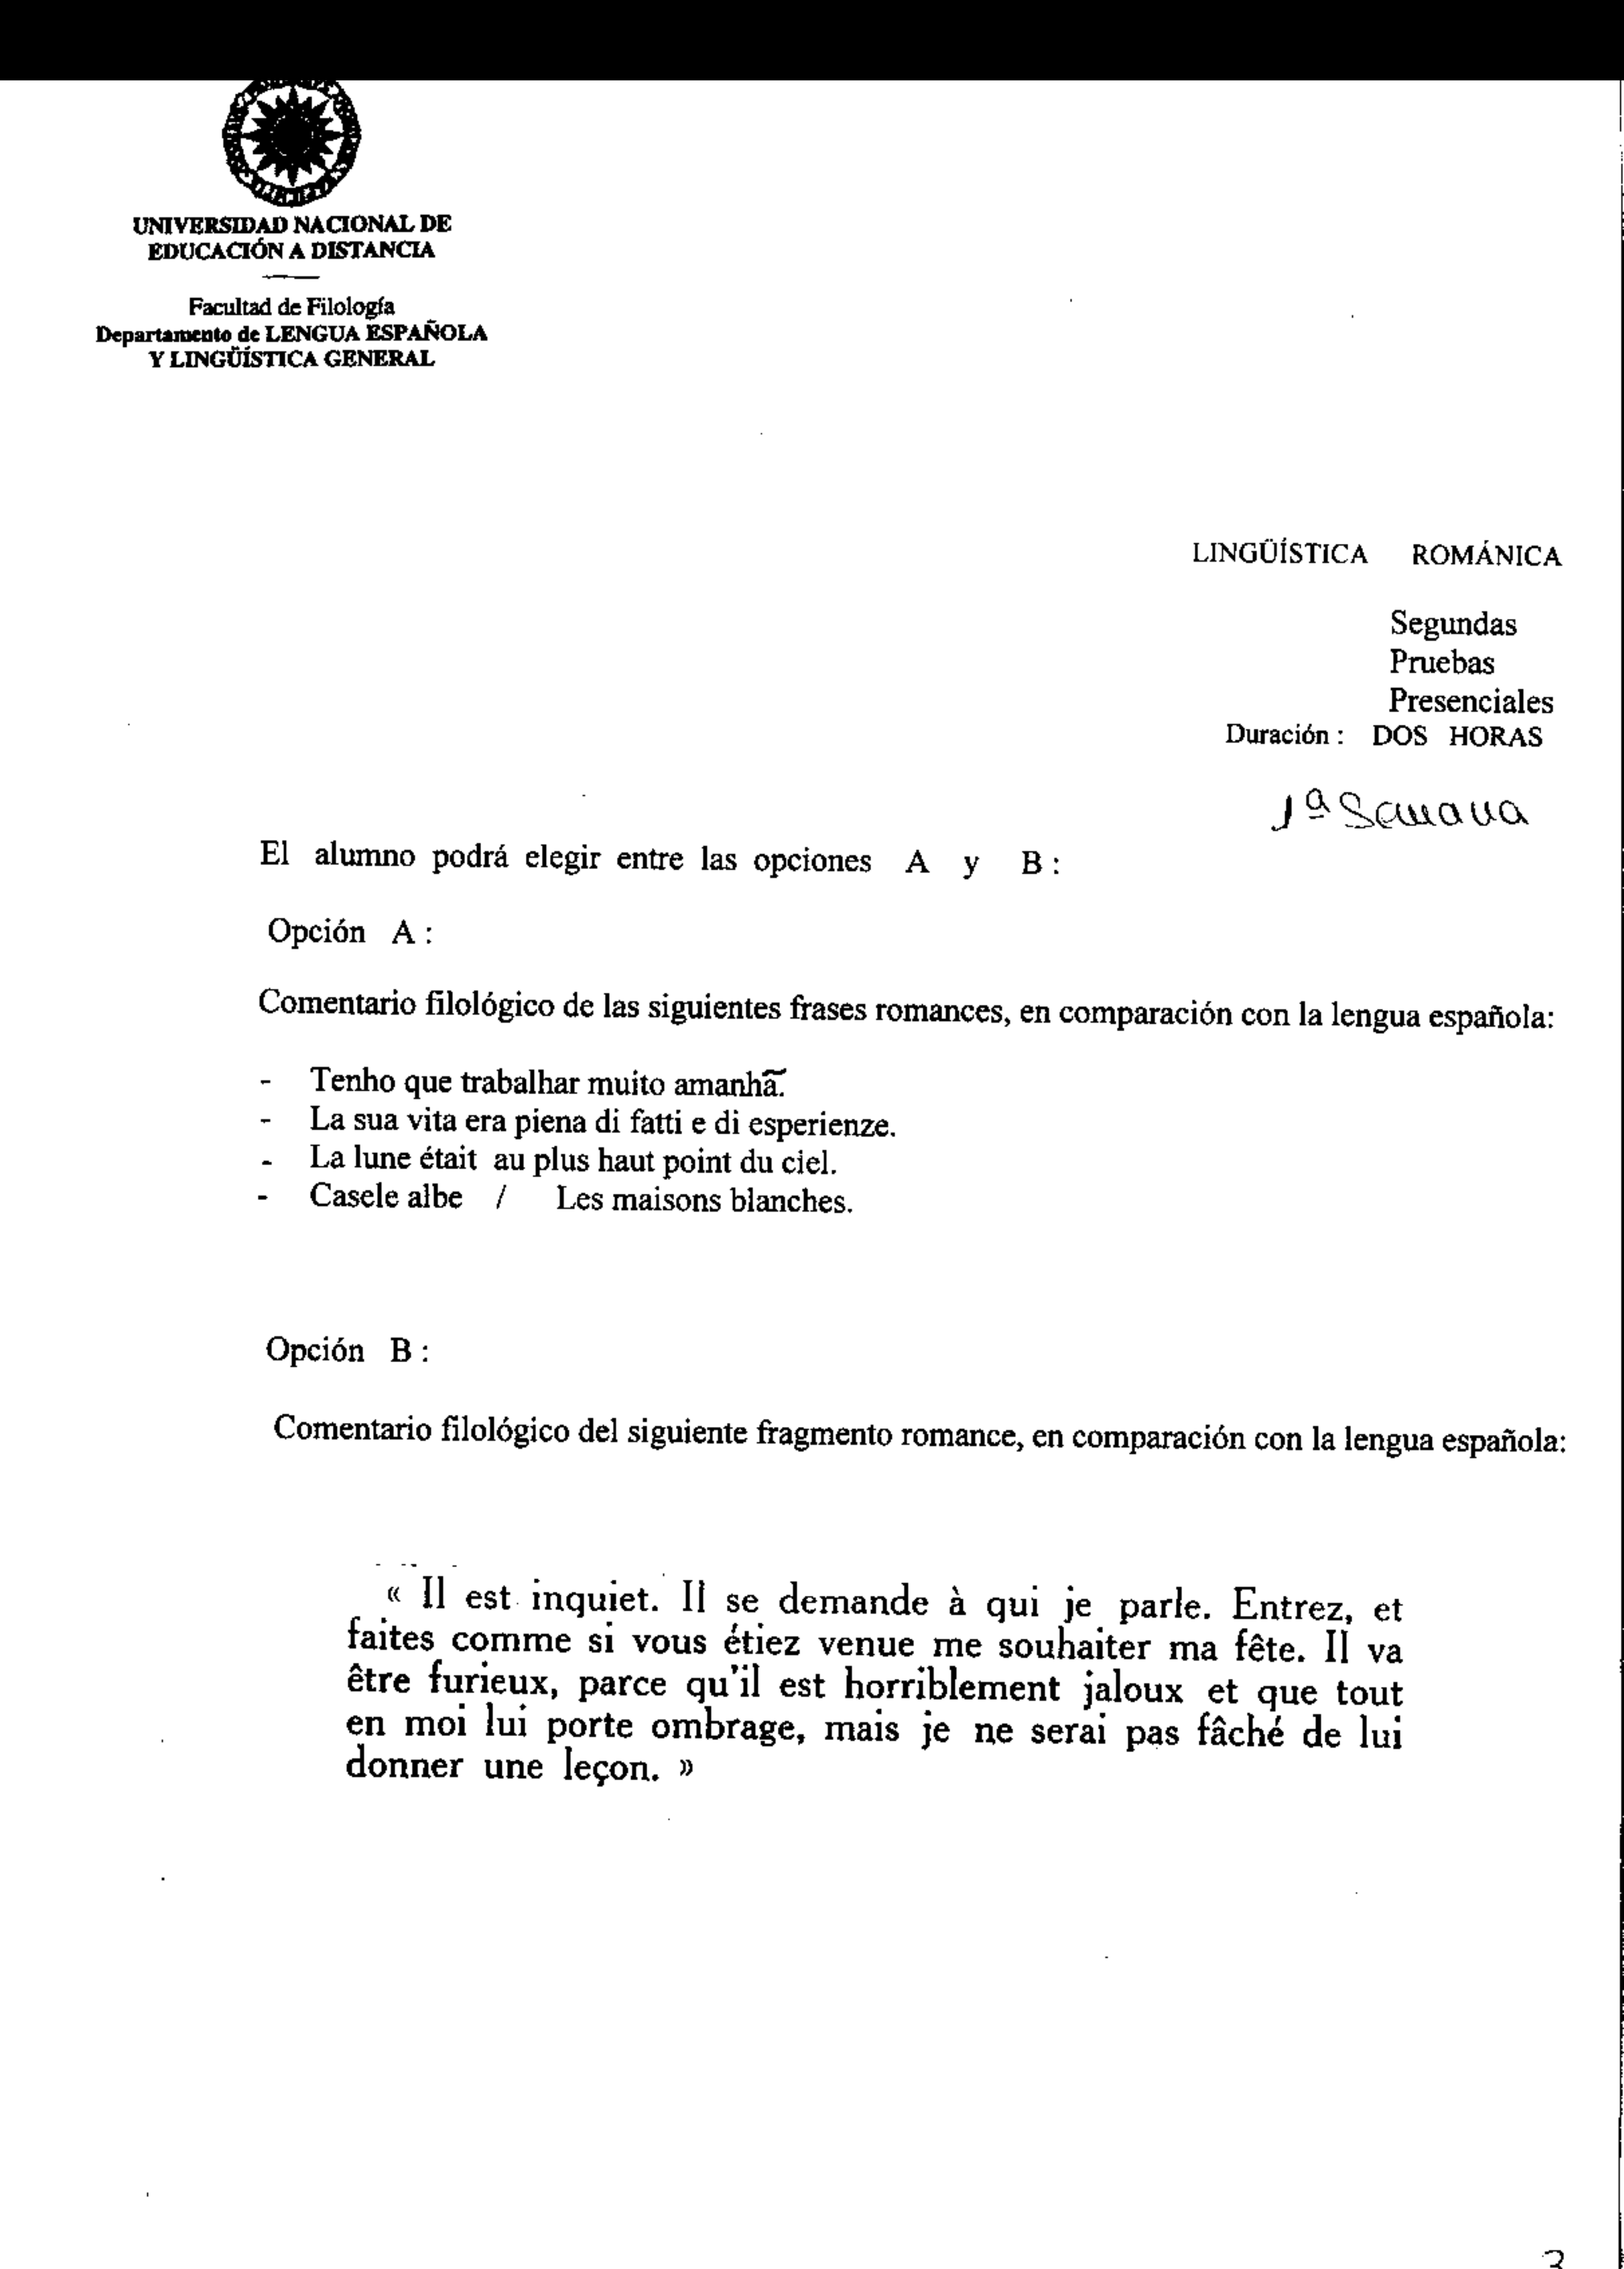 UNIVERSIDAD NACIONAL DE
EDUCACIÓN A DISTANCIA
Facultad de Filología
Departamento de LENGUA ESPAÑOLA
Y LINGÜÍSTICA GENERAL
LINGÜÍSTICA ROMÁNICA
Segundas
Pruebas
Presenciales
Duración : DOS HORAS
1ª Semana
El alumno podrá elegir entre las opciones A y B :
Opción A :
Comentario filológico de las siguientes frases romances, en comparación con la lengua española:
- Tenho que trabalhar muito amanhã.
- La sua vita era piena di fatti e di esperienze.
- La lune était au plus haut point du ciel.
- Casele albe / Les maisons blanches.
Opción B :
Comentario filológico del siguiente fragmento romance, en comparación con la lengua española:
« Il est inquiet. Il se demande à qui je parle. Entrez, et
faites comme si vous étiez venue me souhaiter ma fête. Il va
être furieux, parce qu'il est horriblement jaloux et que tout
en moi lui porte ombrage, mais je ne serai pas fâché de lui
donner une leçon. »